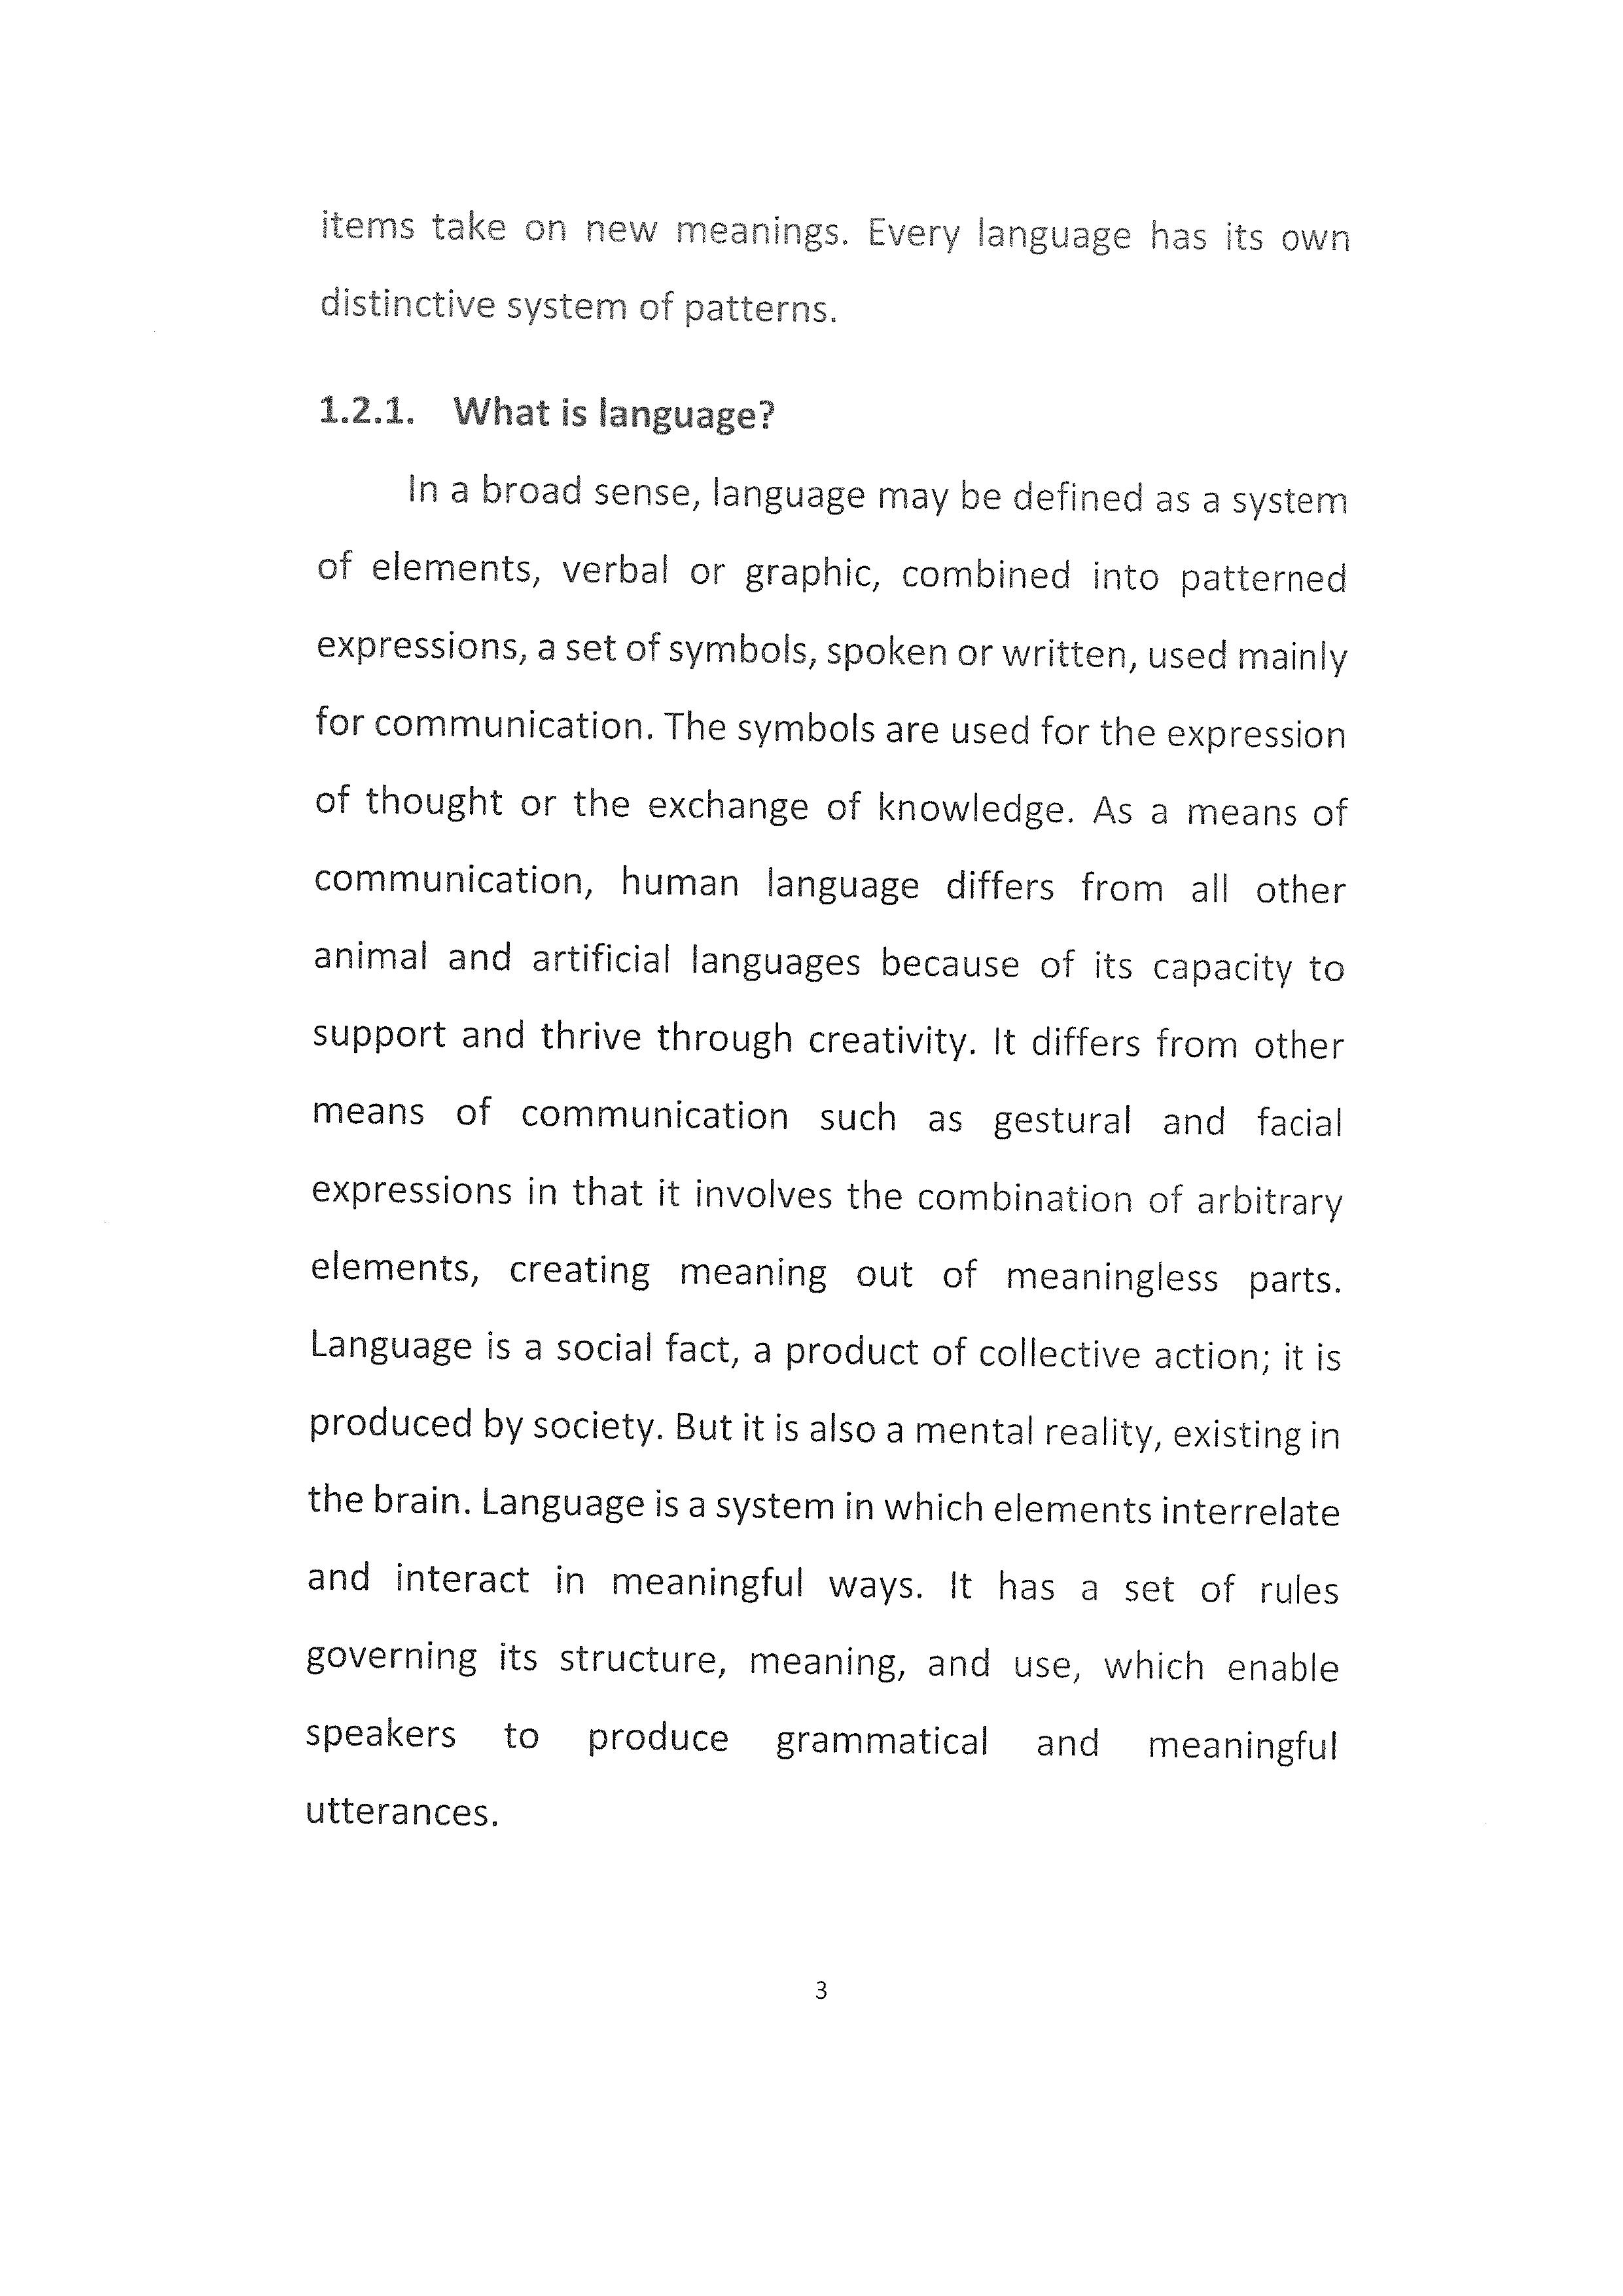 items take on new meanings. Every language has its own
distinctive system of patterns.
1.2.1. What is language?
In a broad sense, language may be defined as a system
of elements, verbal or graphic, combined into patterned
expressions, a set of symbols, spoken or written, used mainly
for communication. The symbols are used for the expression
of thought or the exchange of knowledge. As a means of
communication, human language differs from all other
animal and artificial languages because of its capacity to
support and thrive through creativity. It differs from other
means of communication such as gestural and facial
expressions in that it involves the combination of arbitrary
elements, creating meaning out of meaningless parts.
Language is a social fact, a product of collective action; it is
produced by society. But it is also a mental reality, existing in
the brain. Language is a system in which elements interrelate
and interact in meaningful ways. It has a set of rules
governing its structure, meaning, and use, which enable
speakers to produce grammatical and meaningful
utterances.
3